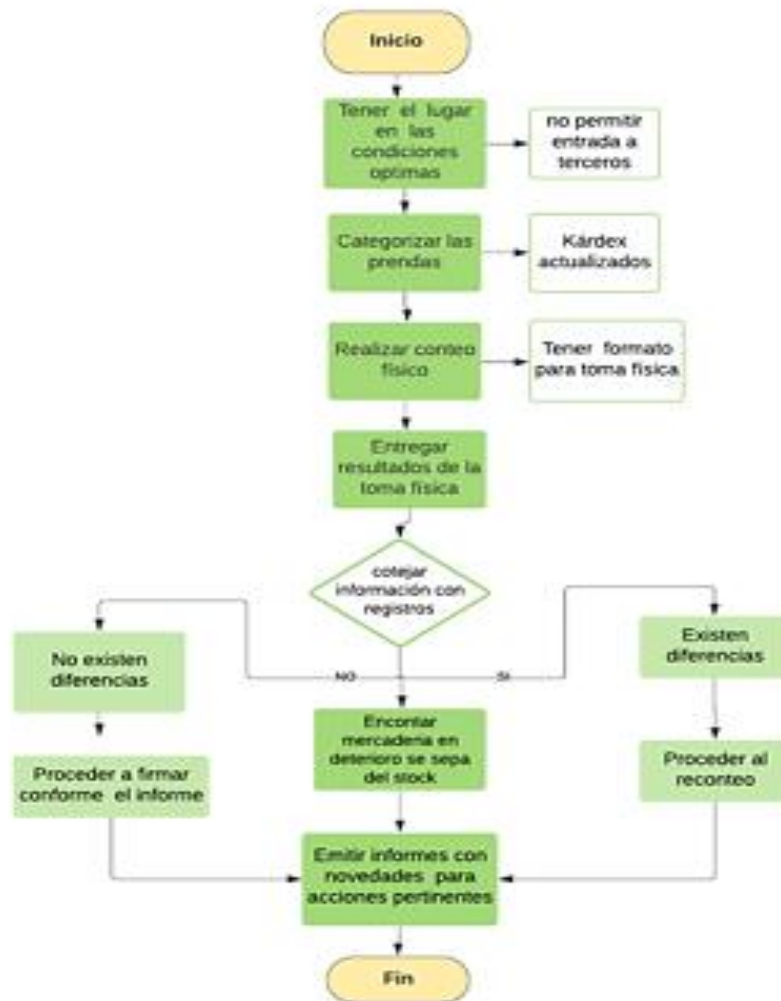 Inicio
Tener el lugar
en las
condiciones
optimas
no permitir
entrada a
terceros
Categorizar las
prendas
Kárdex
actualizados
Realizar conteo
físico
Tener formato
para toma física
Entregar
resultados de la
toma física
cotejar
información con
registros
No existen
diferencias
Existen
diferencias
NO
SI
Encontar
mercaderia en
deterioro se sepa
del stock
Proceder a firmar
conforme el informe
Proceder al
reconteo
Emitir informes con
novedades para
acciones pertinentes
Fin